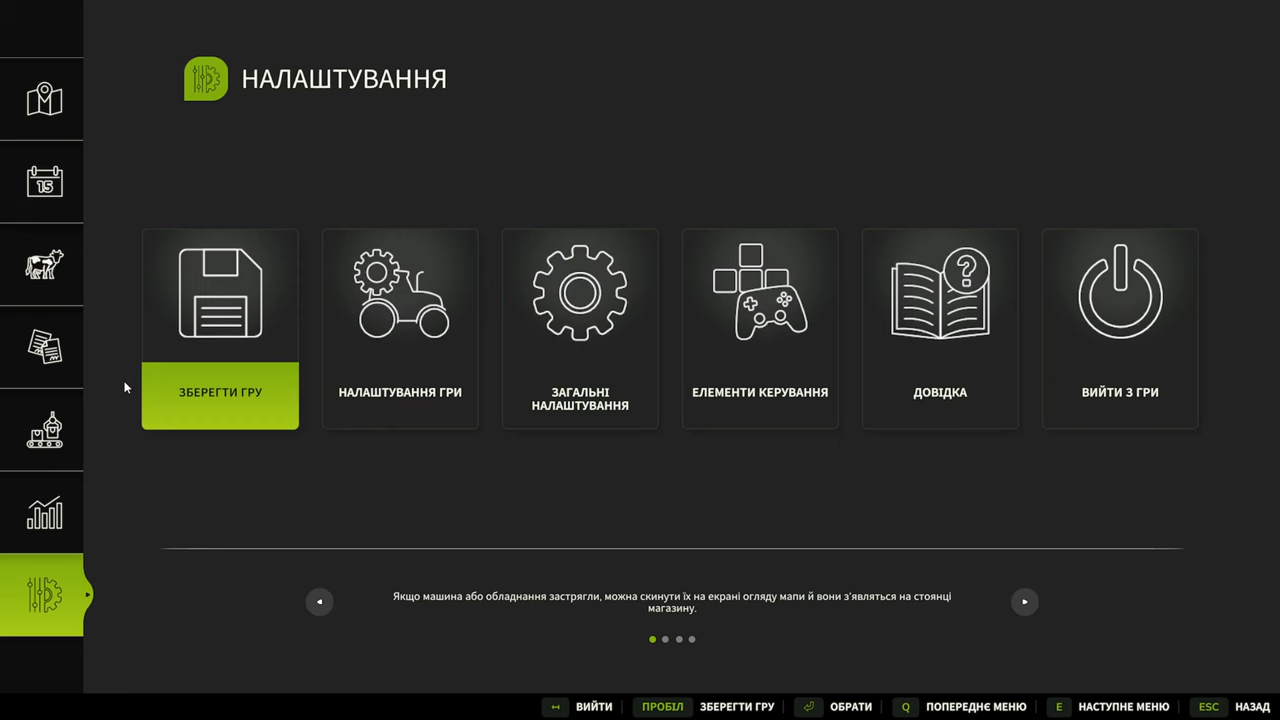 НАЛАШТУВАННЯ
15
ЗБЕРЕГТИ ГРУ
НАЛАШТУВАННЯ ГРИ
ЗАГАЛЬНІ
НАЛАШТУВАННЯ
ЕЛЕМЕНТИ КЕРУВАННЯ
?
ДОВІДКА
ВИЙТИ З ГРИ
Якщо машина або обладнання застрягли, можна скинути їх на екрані огляду мапи й вони з'являться на стоянці
магазину.
ВИЙТИ ПРОБІЛ ЗБЕРЕГТИ ГРУ ОБРАТИ Q ПОПЕРЕДНЄ МЕНЮ E НАСТУПНЕ МЕНЮ ESC НАЗАД